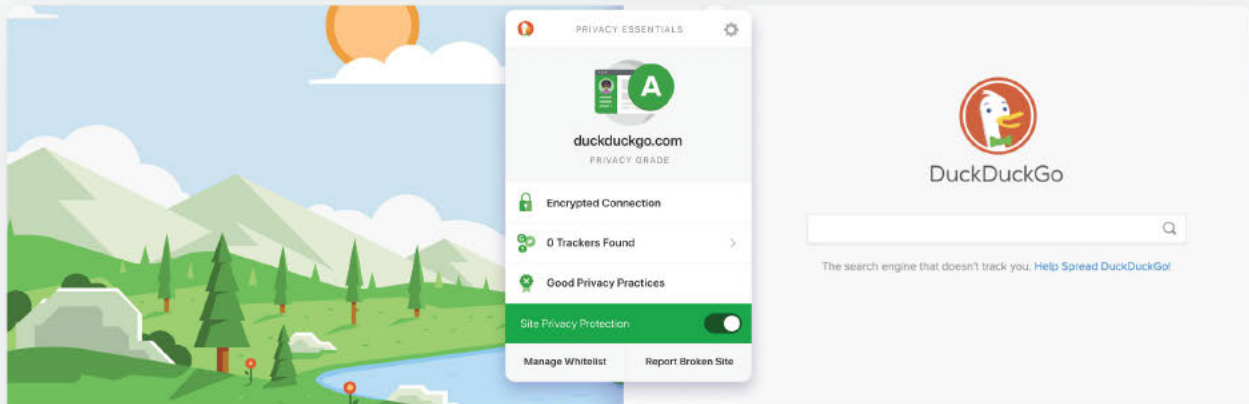 PRIVACY ESSENTIALS
A
duckduckgo.com
PRIVACY GRADE
Encrypted Connection
0 Trackers Found
Good Privacy Practices
Site Privacy Protection
Manage Whitelist
Report Broken Site
DuckDuckGo
The search engine that doesn't track you. Help Spread DuckDuckGo!